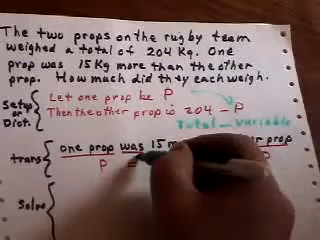 The two props on the rugby team
weighed a total of 204 Kg. One
prop was 15 Kg more than the other
prop. How much did they each weigh.
Setup or Dict. { Let one prop be P
Then the other prop is 204 - P
Total - variable
trans { one prop was 15 m prop
P =
Solve {